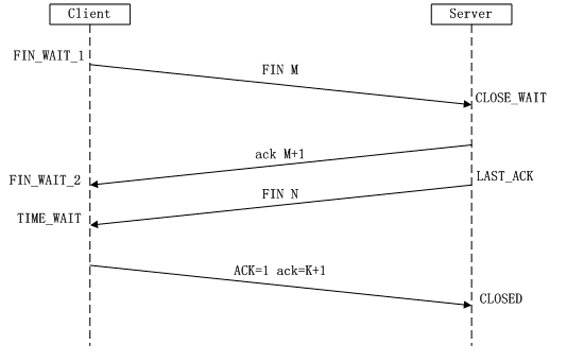 Client
Server
FIN_WAIT_1
FIN M
CLOSE_WAIT
ack M+1
FIN_WAIT_2
LAST_ACK
FIN N
TIME_WAIT
ACK=1 ack=K+1
CLOSED